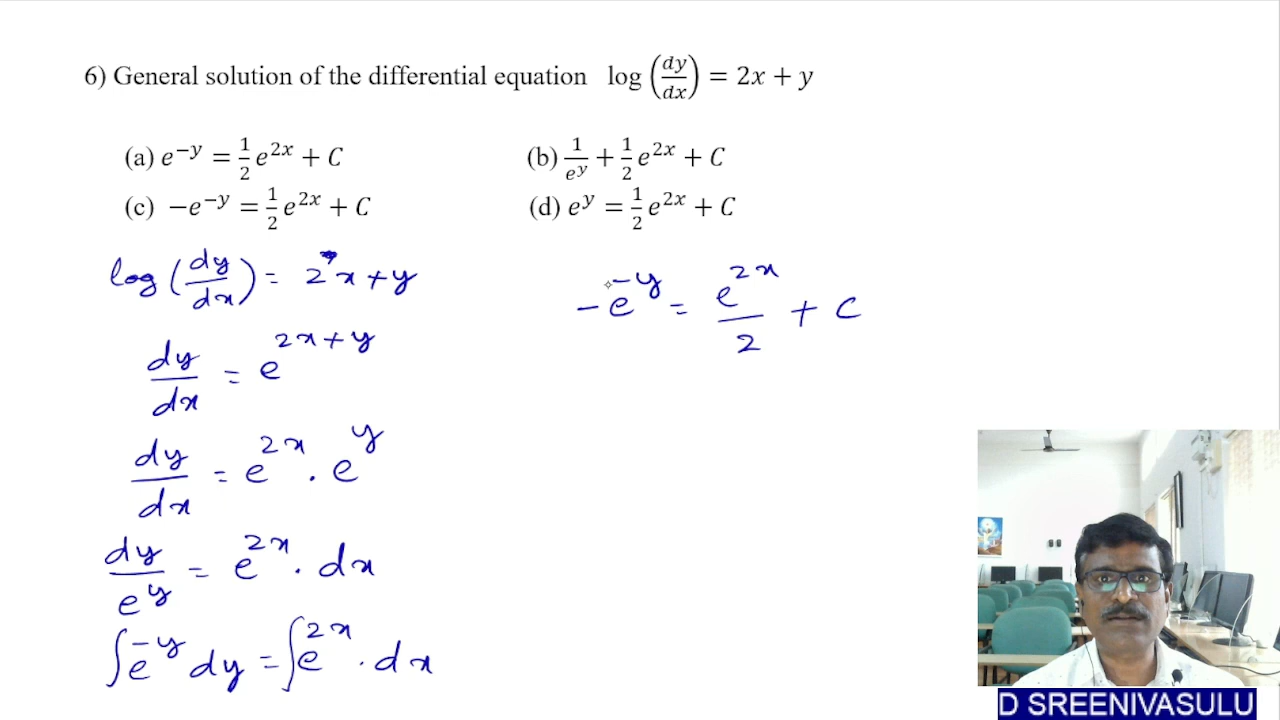 6) General solution of the differential equation log (dy/dx) = 2x + y
(a) e^{-y} = 1/2 e^{2x} + C
(b) 1/e^y + 1/2 e^{2x} + C
(c) -e^{-y} = 1/2 e^{2x} + C
(d) e^y = 1/2 e^{2x} + C
log (dy/dx) = 2x + y
dy/dx = e^{2x+y}
dy/dx = e^{2x} . e^y
dy/e^y = e^{2x} . dx
∫e^{-y} dy = ∫e^{2x} . dx
-e^{-y} = e^{2x}/2 + c
D SREENIVASULU